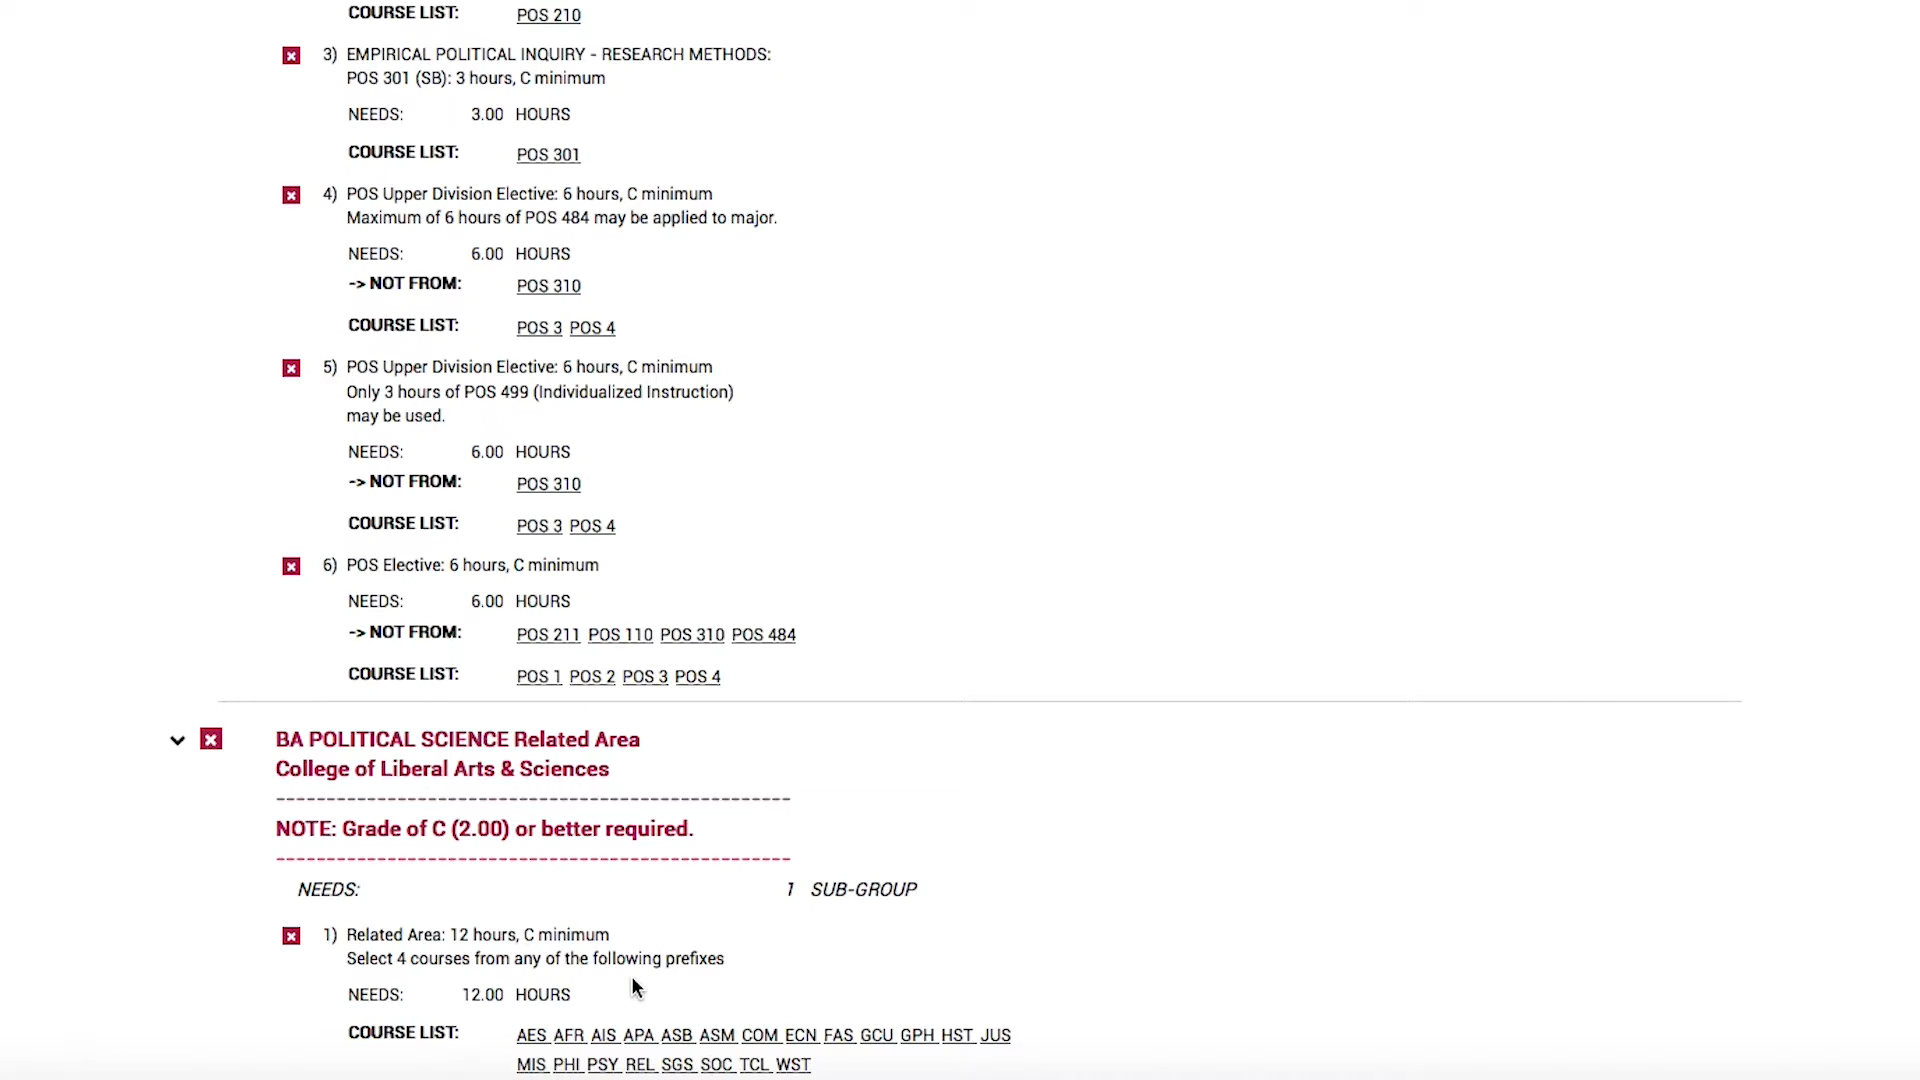 COURSE LIST: POS 210
3) EMPIRICAL POLITICAL INQUIRY - RESEARCH METHODS:
POS 301 (SB): 3 hours, C minimum
NEEDS: 3.00 HOURS
COURSE LIST: POS 301
4) POS Upper Division Elective: 6 hours, C minimum
Maximum of 6 hours of POS 484 may be applied to major.
NEEDS: 6.00 HOURS
-> NOT FROM: POS 310
COURSE LIST: POS 3 POS 4
5) POS Upper Division Elective: 6 hours, C minimum
Only 3 hours of POS 499 (Individualized Instruction)
may be used.
NEEDS: 6.00 HOURS
-> NOT FROM: POS 310
COURSE LIST: POS 3 POS 4
6) POS Elective: 6 hours, C minimum
NEEDS: 6.00 HOURS
-> NOT FROM: POS 211 POS 110 POS 310 POS 484
COURSE LIST: POS 1 POS 2 POS 3 POS 4
BA POLITICAL SCIENCE Related Area
College of Liberal Arts & Sciences
---------------------------------------------------
NOTE: Grade of C (2.00) or better required.
---------------------------------------------------
NEEDS: 1 SUB-GROUP
1) Related Area: 12 hours, C minimum
Select 4 courses from any of the following prefixes
NEEDS: 12.00 HOURS
COURSE LIST: AES AFR AIS APA ASB ASM COM ECN FAS GCU GPH HST JUS
MIS PHI PSY REL SGS SOC TCL WST